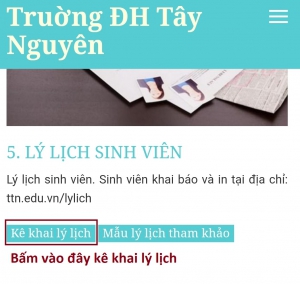 Trường ĐH Tây
Nguyên
5. LÝ LỊCH SINH VIÊN
Lý lịch sinh viên. Sinh viên khai báo và in tại địa chỉ:
ttn.edu.vn/lylich
Kê khai lý lịch Mẫu lý lịch tham khảo
Bấm vào đây kê khai lý lịch